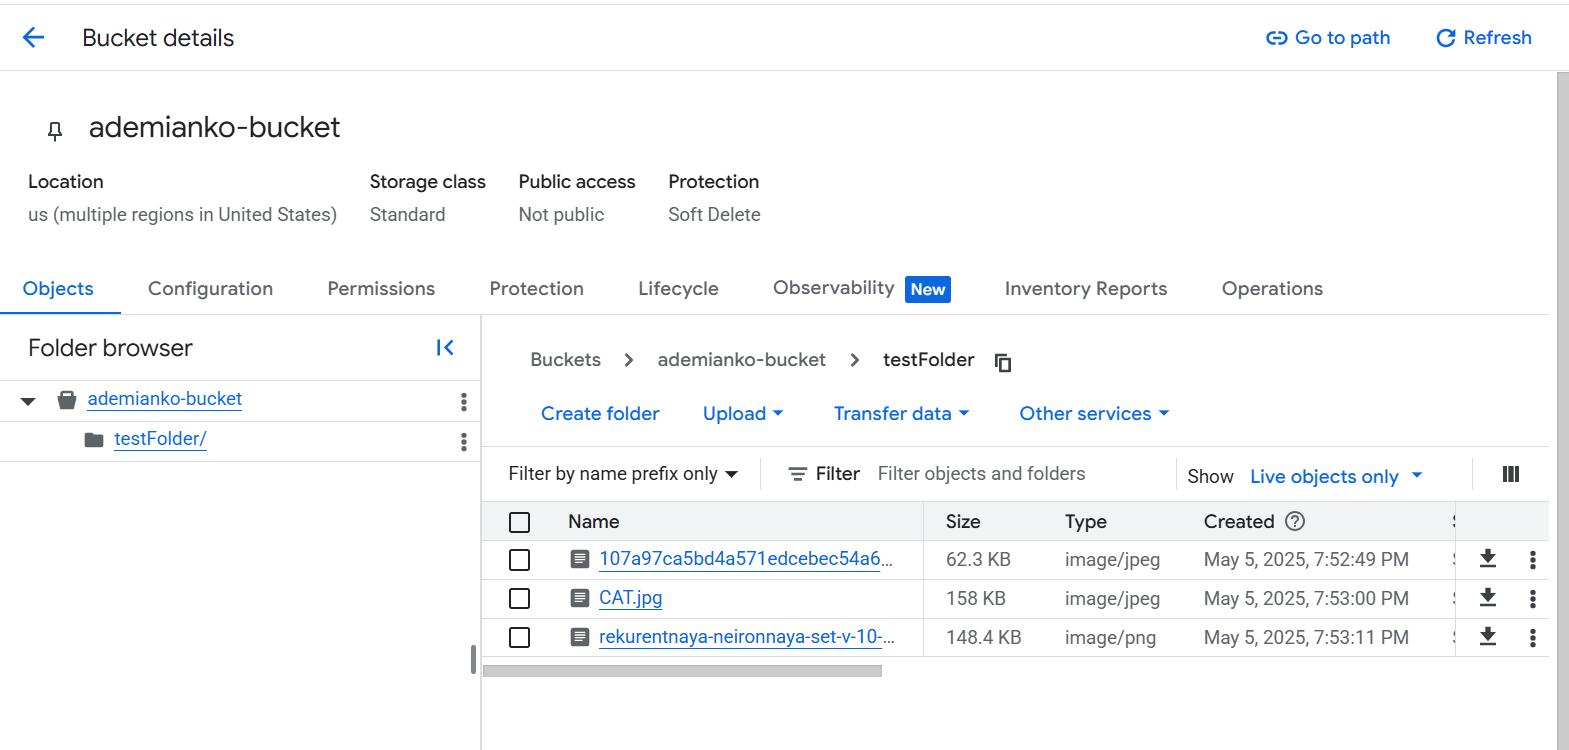 Bucket details
Go to path
Refresh
ademianko-bucket
Location
Storage class
Public access
Protection
us (multiple regions in United States)
Standard
Not public
Soft Delete
Objects
Configuration
Permissions
Protection
Lifecycle
Observability
New
Inventory Reports
Operations
Folder browser
ademianko-bucket
testFolder/
Buckets > ademianko-bucket > testFolder
Create folder
Upload
Transfer data
Other services
Filter by name prefix only
Filter
Filter objects and folders
Show
Live objects only
Name
Size
Type
Created
107a97ca5bd4a571edcebec54a6...
62.3 KB
image/jpeg
May 5, 2025, 7:52:49 PM
CAT.jpg
158 KB
image/jpeg
May 5, 2025, 7:53:00 PM
rekurentnaya-neironnaya-set-v-10-...
148.4 KB
image/png
May 5, 2025, 7:53:11 PM